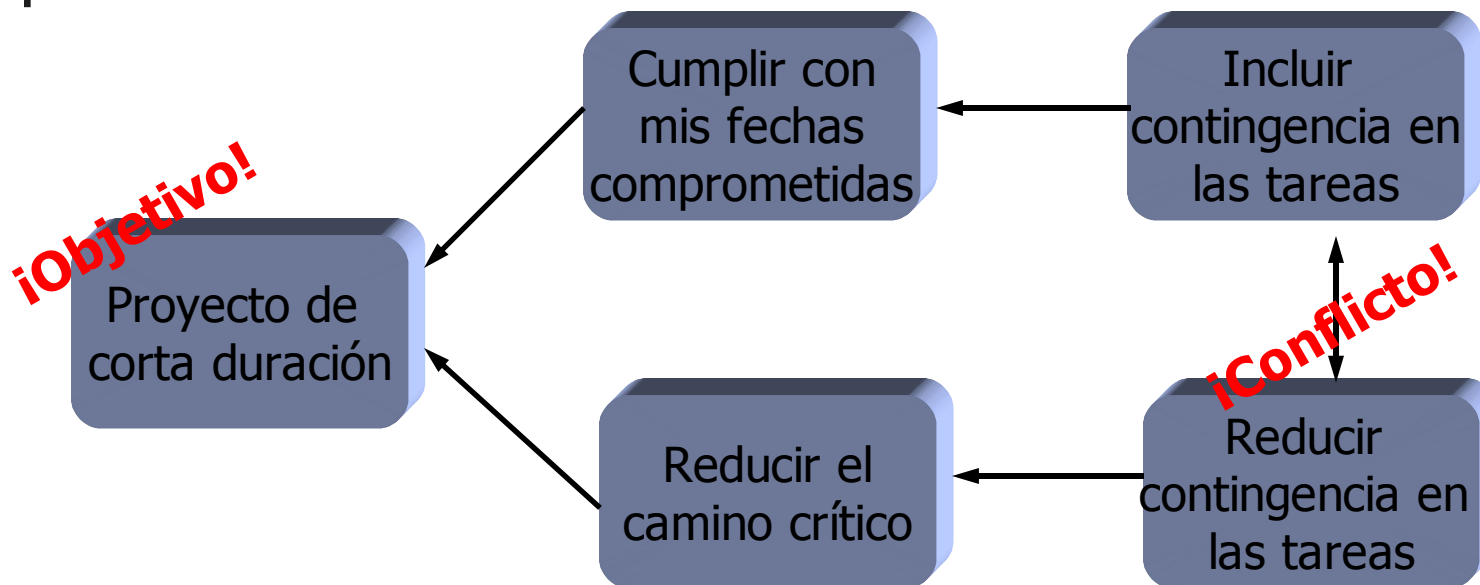 Cumplir con
mis fechas
comprometidas
Incluir
contingencia en
las tareas
¡Objetivo!
Proyecto de
corta duración
¡Conflicto!
Reducir el
camino crítico
Reducir
contingencia en
las tareas